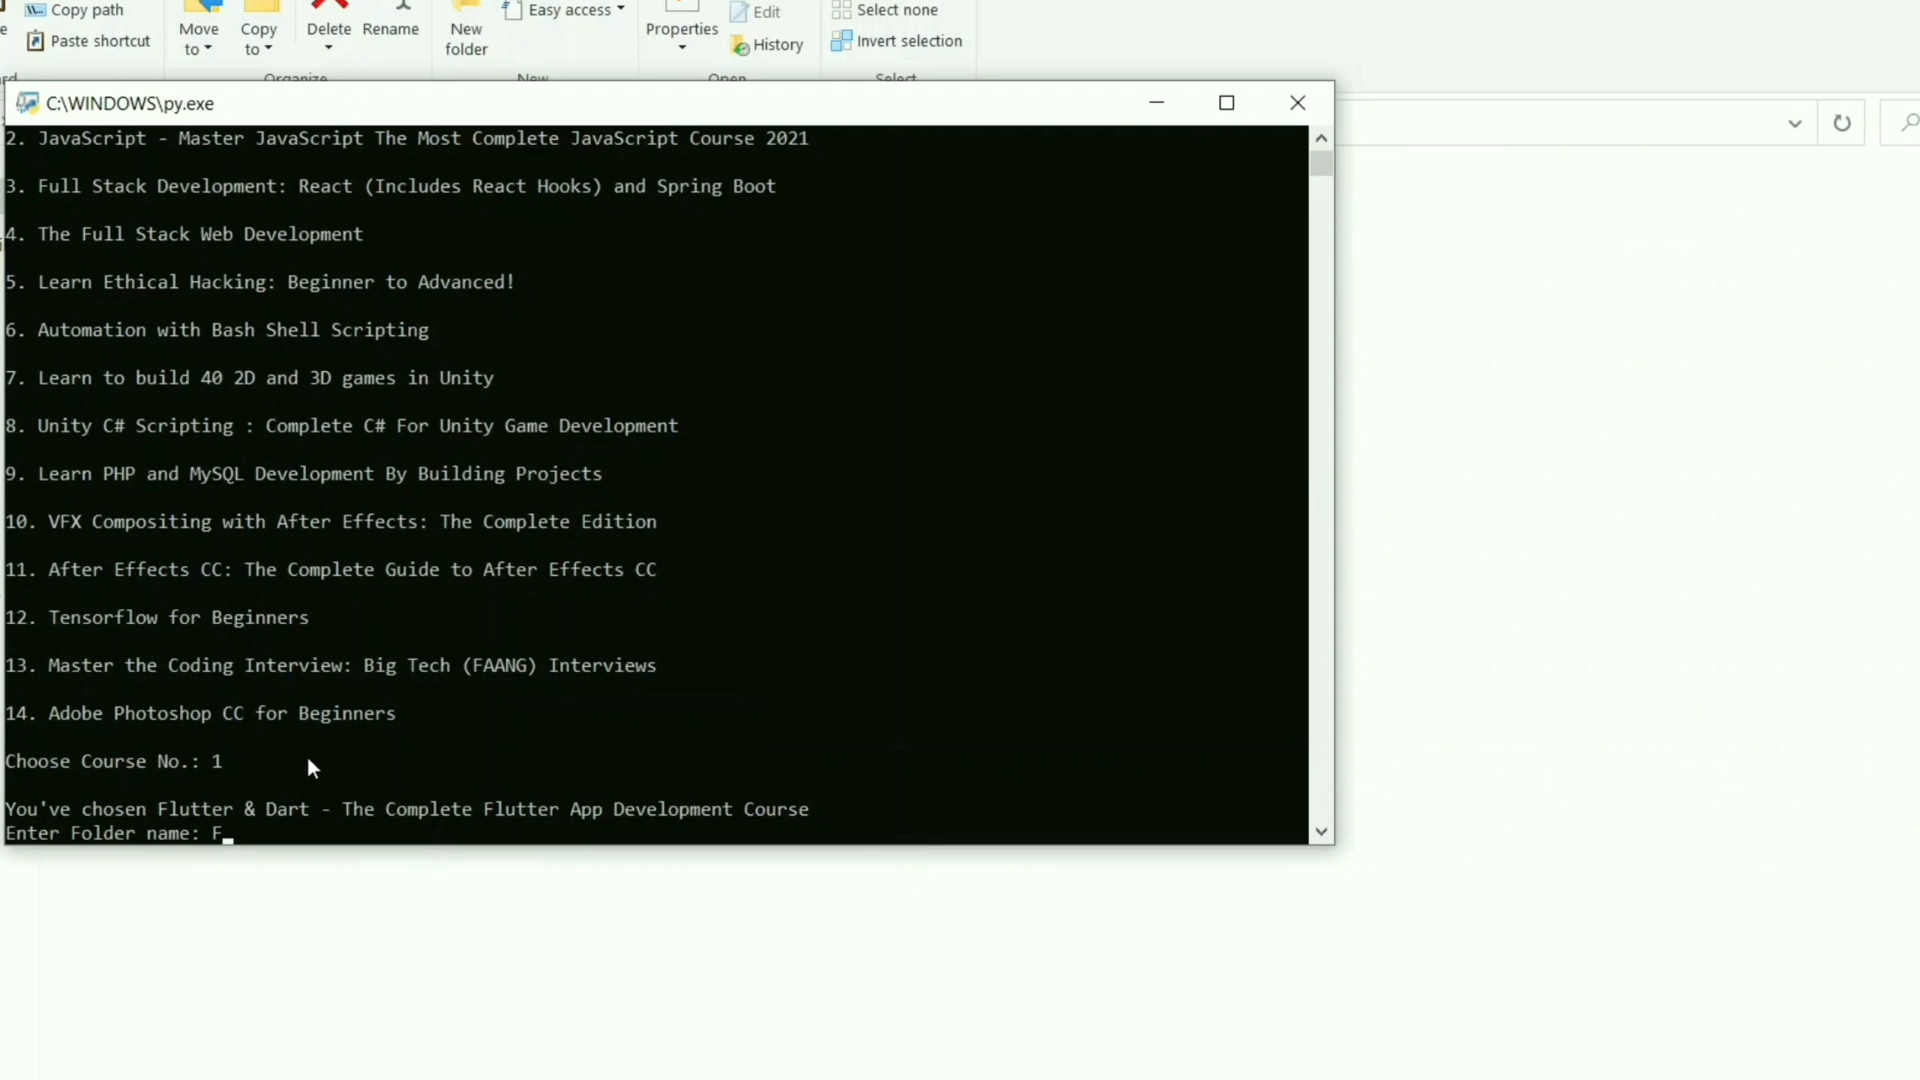 Copy path
Paste shortcut
Move to
Copy to
Delete
Rename
New folder
Easy access
Properties
Edit
History
Select none
Invert selection
Organize
New
Open
Select
C:\WINDOWS\py.exe
2. JavaScript - Master JavaScript The Most Complete JavaScript Course 2021
3. Full Stack Development: React (Includes React Hooks) and Spring Boot
4. The Full Stack Web Development
5. Learn Ethical Hacking: Beginner to Advanced!
6. Automation with Bash Shell Scripting
7. Learn to build 40 2D and 3D games in Unity
8. Unity C# Scripting : Complete C# For Unity Game Development
9. Learn PHP and MySQL Development By Building Projects
10. VFX Compositing with After Effects: The Complete Edition
11. After Effects CC: The Complete Guide to After Effects CC
12. Tensorflow for Beginners
13. Master the Coding Interview: Big Tech (FAANG) Interviews
14. Adobe Photoshop CC for Beginners
Choose Course No.: 1
You've chosen Flutter & Dart - The Complete Flutter App Development Course
Enter Folder name: F_